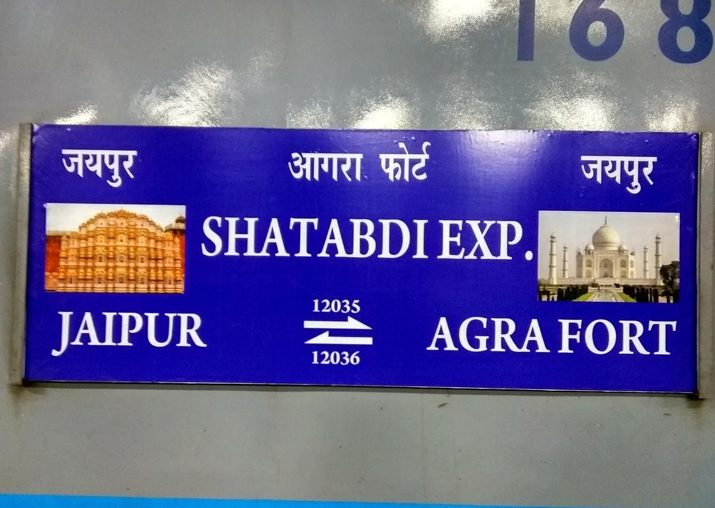 168
जयपुर आगरा फोर्ट जयपुर
SHATABDI EXP.
12035
JAIPUR AGRA FORT
12036